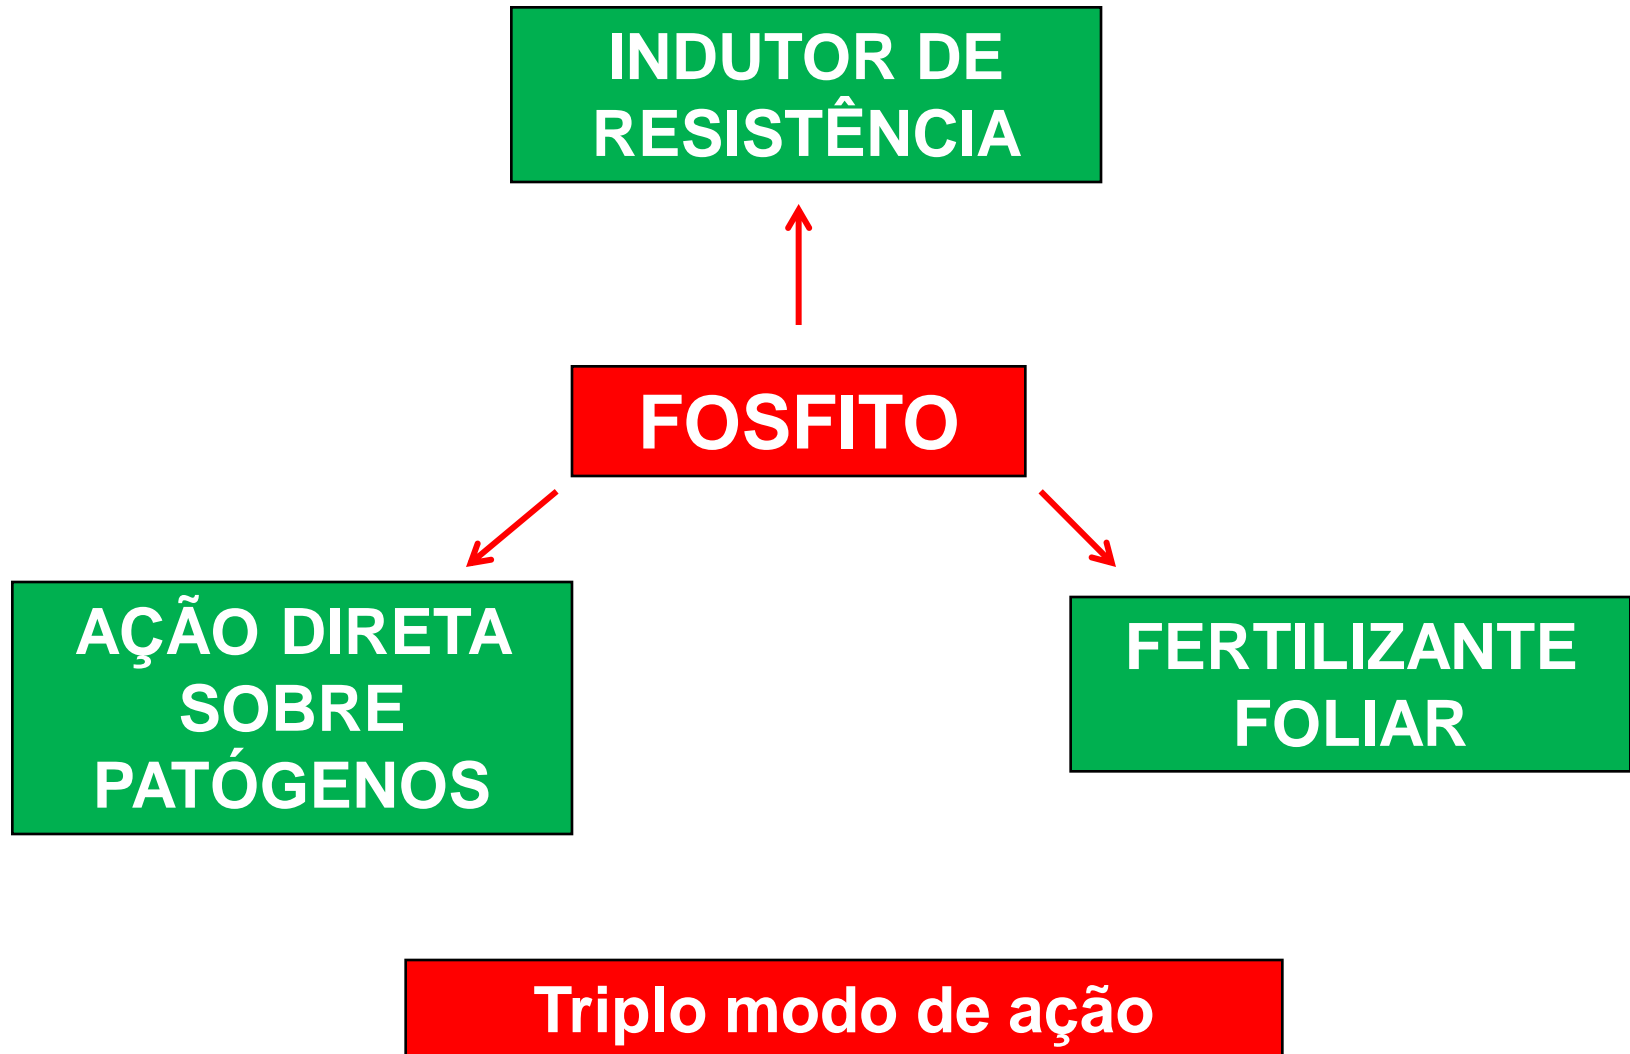 INDUTOR DE
RESISTÊNCIA
FOSFITO
AÇÃO DIRETA
SOBRE
PATÓGENOS
FERTILIZANTE
FOLIAR
Triplo modo de ação